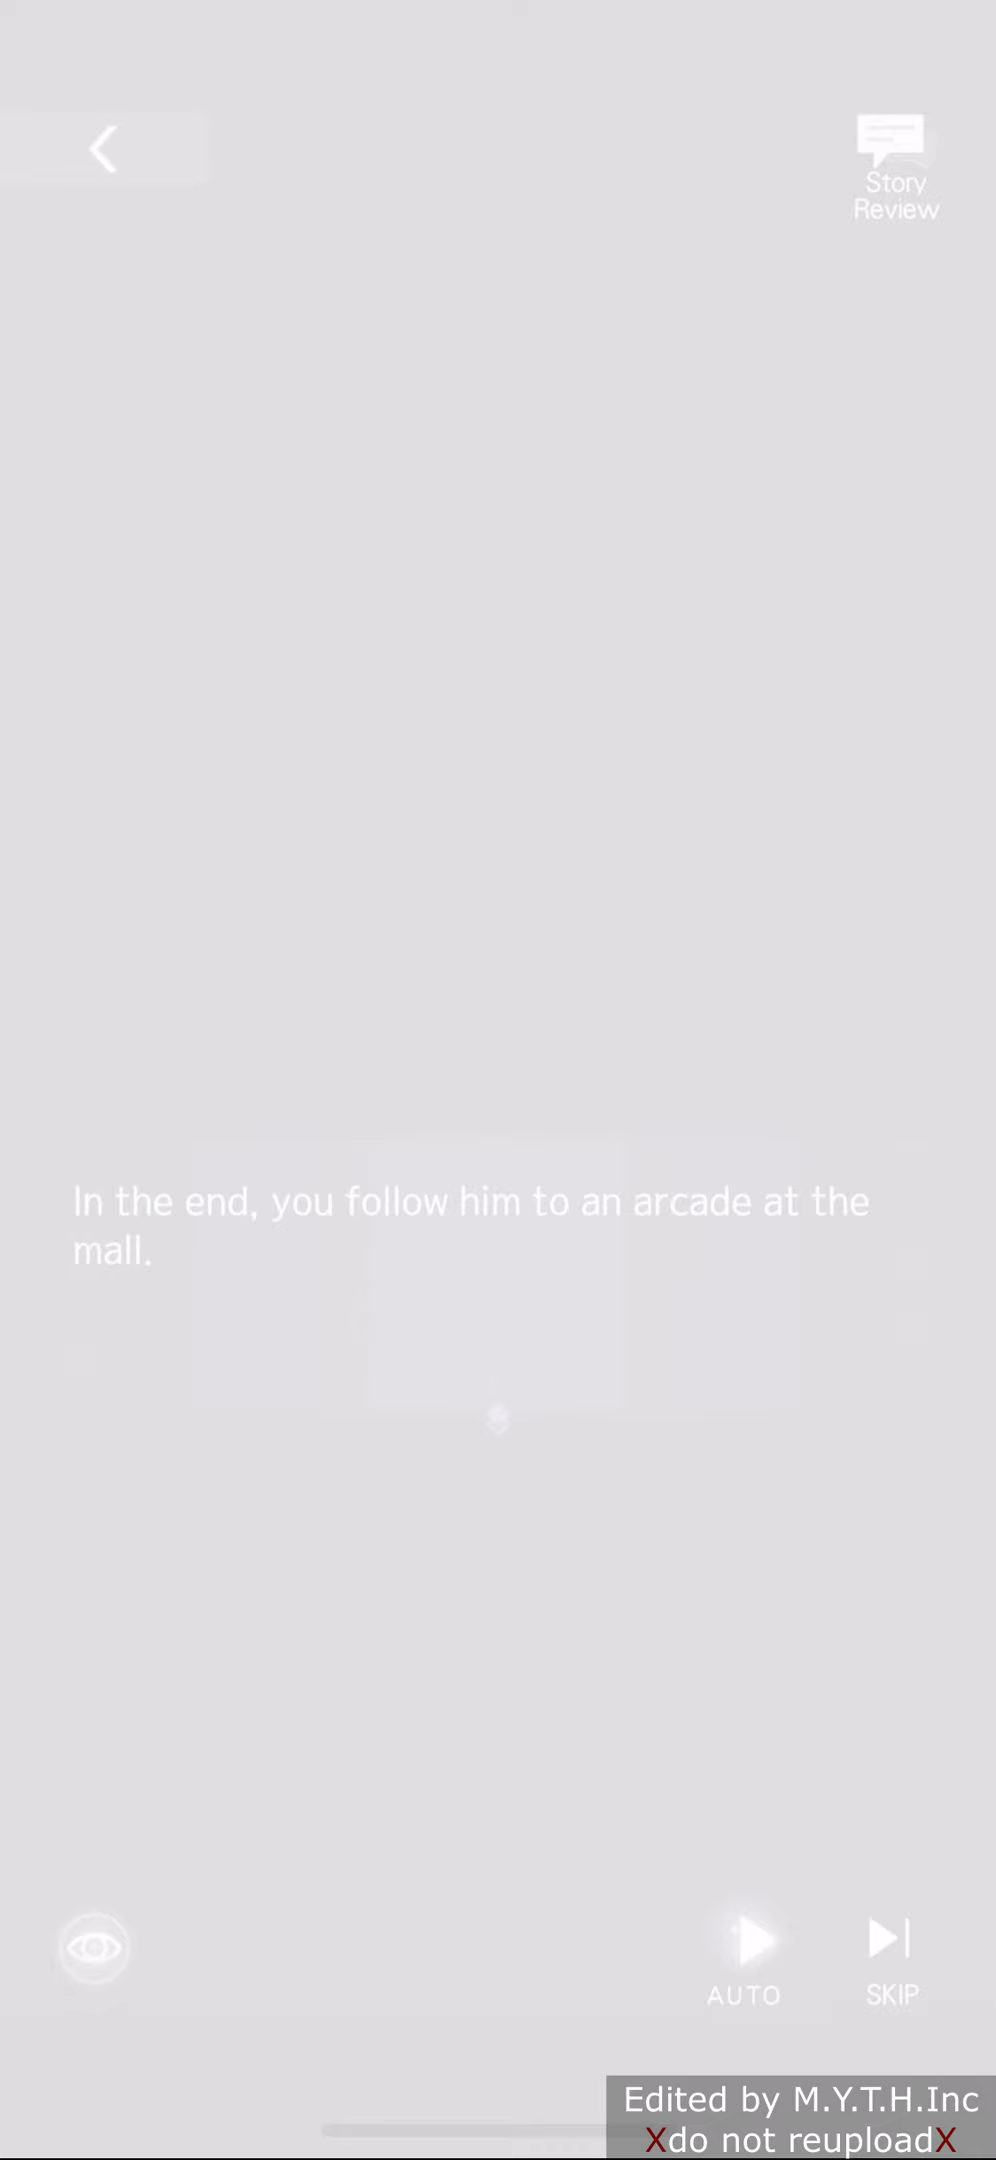 Story
Review
In the end, you follow him to an arcade at the
mall.
AUTO
SKIP
Edited by M.Y.T.H.Inc
Xdo not reuploadX